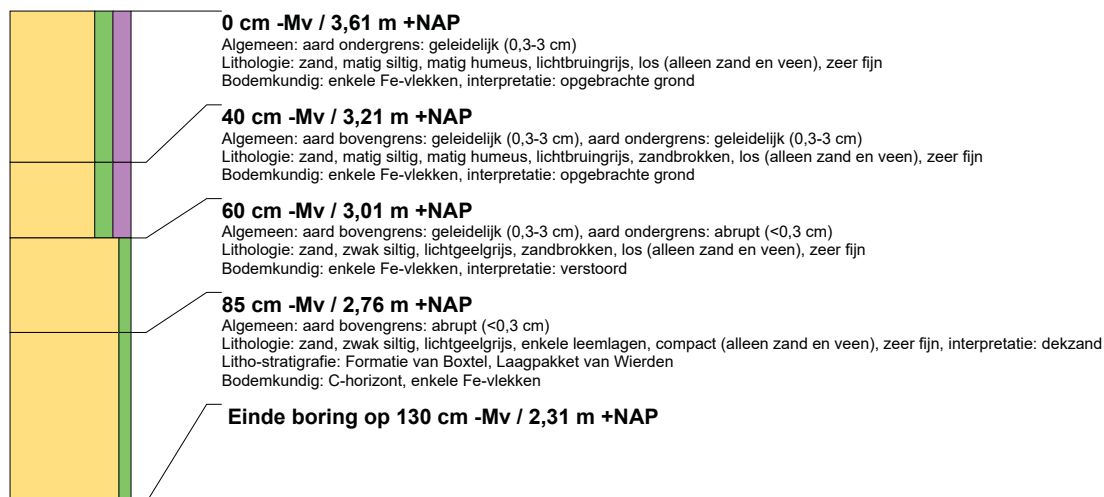 0 cm -Mv / 3,61 m +NAP
Algemeen: aard ondergrens: geleidelijk (0,3-3 cm)
Lithologie: zand, matig siltig, matig humeus, lichtbruingrijs, los (alleen zand en veen), zeer fijn
Bodemkundig: enkele Fe-vlekken, interpretatie: opgebrachte grond
40 cm -Mv / 3,21 m +NAP
Algemeen: aard bovengrens: geleidelijk (0,3-3 cm), aard ondergrens: geleidelijk (0,3-3 cm)
Lithologie: zand, matig siltig, matig humeus, lichtbruingrijs, zandbrokken, los (alleen zand en veen), zeer fijn
Bodemkundig: enkele Fe-vlekken, interpretatie: opgebrachte grond
60 cm -Mv / 3,01 m +NAP
Algemeen: aard bovengrens: geleidelijk (0,3-3 cm), aard ondergrens: abrupt (<0,3 cm)
Lithologie: zand, zwak siltig, lichtgeelgrijs, zandbrokken, los (alleen zand en veen), zeer fijn
Bodemkundig: enkele Fe-vlekken, interpretatie: verstoord
85 cm -Mv / 2,76 m +NAP
Algemeen: aard bovengrens: abrupt (<0,3 cm)
Lithologie: zand, zwak siltig, lichtgeelgrijs, enkele leemlagen, compact (alleen zand en veen), zeer fijn, interpretatie: dekzand
Litho-stratigrafie: Formatie van Boxtel, Laagpakket van Wierden
Bodemkundig: C-horizont, enkele Fe-vlekken
Einde boring op 130 cm -Mv / 2,31 m +NAP